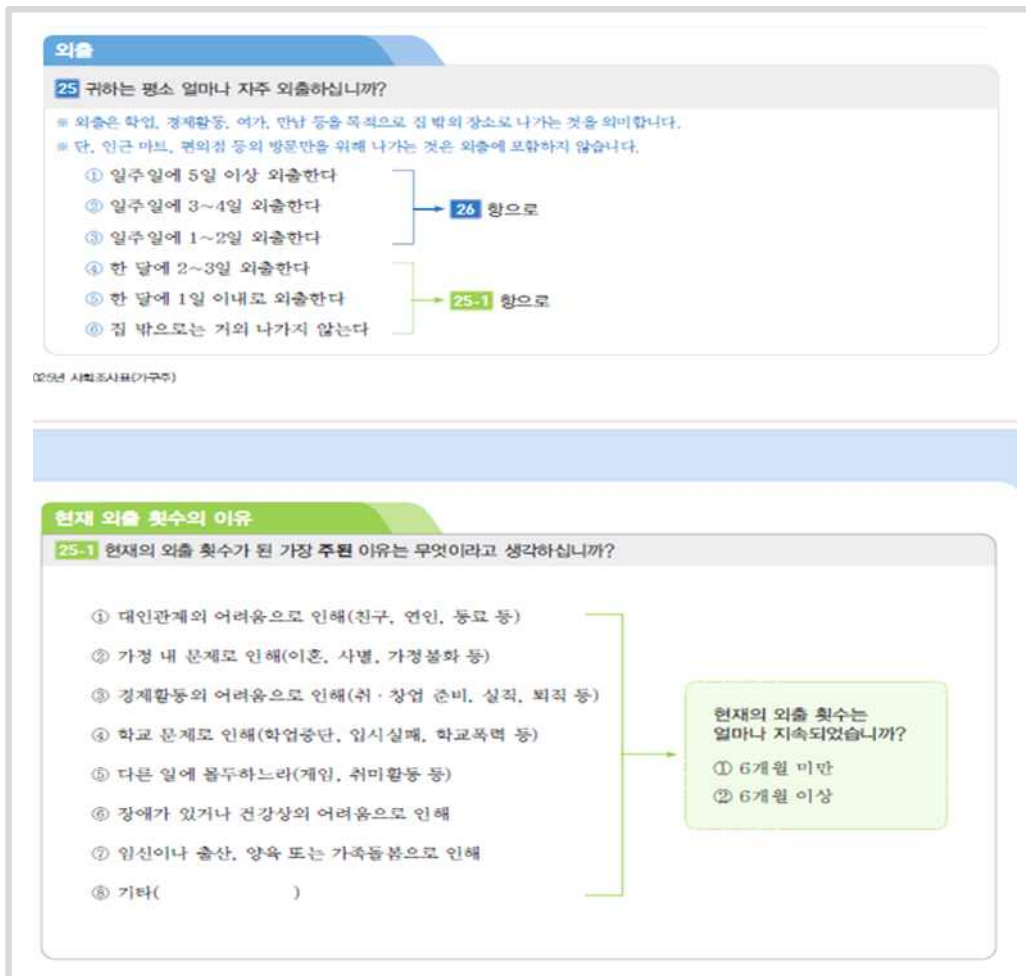 외출
25 귀하는 평소 얼마나 자주 외출하십니까?
※ 외출은 학업, 경제활동, 여가, 만남 등을 목적으로 집 밖의 장소로 나가는 것을 의미합니다.
※ 단, 인근 마트, 편의점 등의 방문만을 위해 나가는 것은 외출에 포함하지 않습니다.
① 일주일에 5일 이상 외출한다
② 일주일에 3~4일 외출한다
③ 일주일에 1~2일 외출한다
26 항으로
④ 한 달에 2~3일 외출한다
⑤ 한 달에 1일 이내로 외출한다
⑥ 집 밖으로는 거의 나가지 않는다
25-1 항으로
025년 사회조사표(가구주)
현재 외출 횟수의 이유
25-1 현재의 외출 횟수가 된 가장 주된 이유는 무엇이라고 생각하십니까?
① 대인관계의 어려움으로 인해(친구, 연인, 동료 등)
② 가정 내 문제로 인해(이혼, 사별, 가정불화 등)
③ 경제활동의 어려움으로 인해(취·창업 준비, 실직, 퇴직 등)
④ 학교 문제로 인해(학업중단, 입시실패, 학교폭력 등)
⑤ 다른 일에 몰두하느라(게임, 취미활동 등)
⑥ 장애가 있거나 건강상의 어려움으로 인해
⑦ 임신이나 출산, 양육 또는 가족돌봄으로 인해
⑧ 기타( )
현재의 외출 횟수는
얼마나 지속되었습니까?
① 6개월 미만
② 6개월 이상